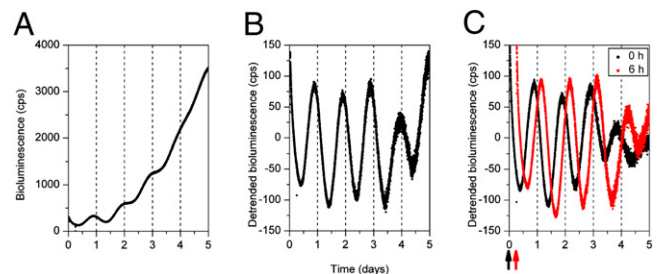 A
B
C
Bioluminescence (cps)
4000
3000
2000
1000
0
0 1 2 3 4 5
Detrended bioluminescence (cps)
150
100
50
0
-50
-100
-150
0 1 2 3 4 5
Time (days)
Detrended bioluminescence (cps)
150
100
50
0
-50
-100
-150
0 1 2 3 4 5
0 h
6 h